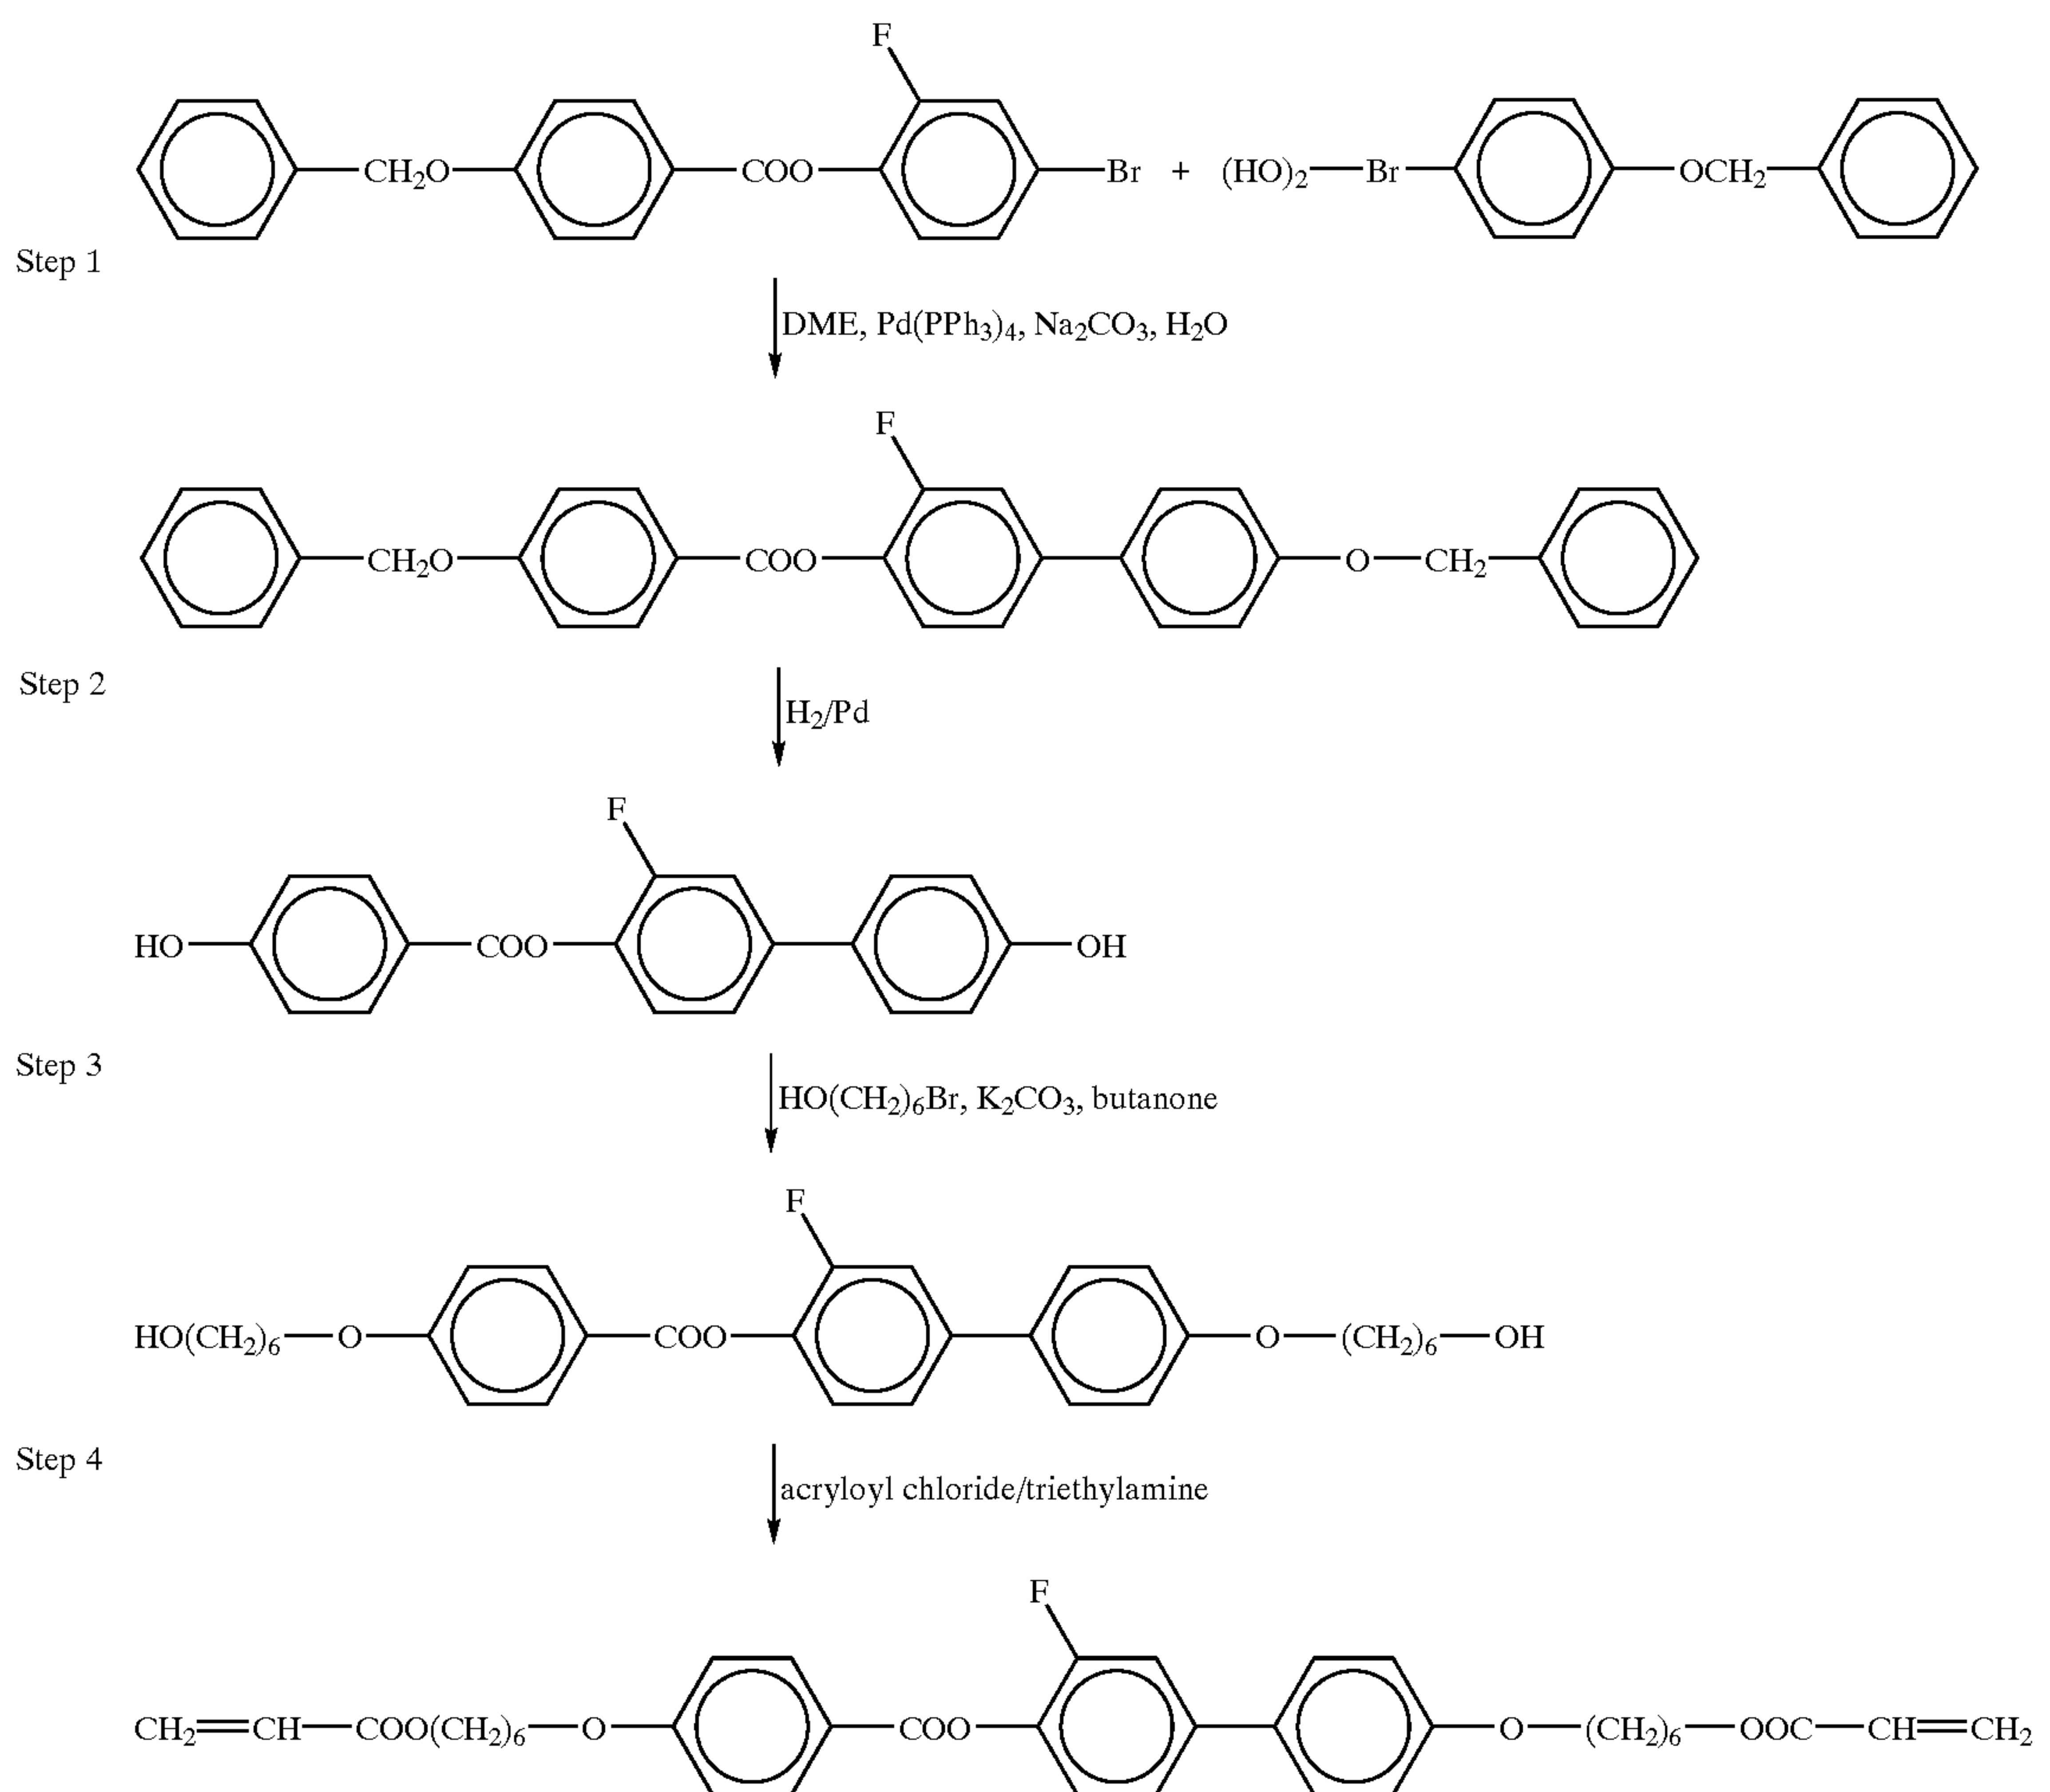 F
CH₂O COO Br + (HO)₂ Br OCH₂
Step 1
DME, Pd(PPh₃)₄, Na₂CO₃, H₂O
F
CH₂O COO O CH₂
Step 2
H₂/Pd
F
HO COO OH
Step 3
HO(CH₂)₆Br, K₂CO₃, butanone
F
HO(CH₂)₆ O COO O (CH₂)₆ OH
Step 4
acryloyl chloride/triethylamine
F
CH₂ CH COO(CH₂)₆ O COO O (CH₂)₆ OOC CH CH₂